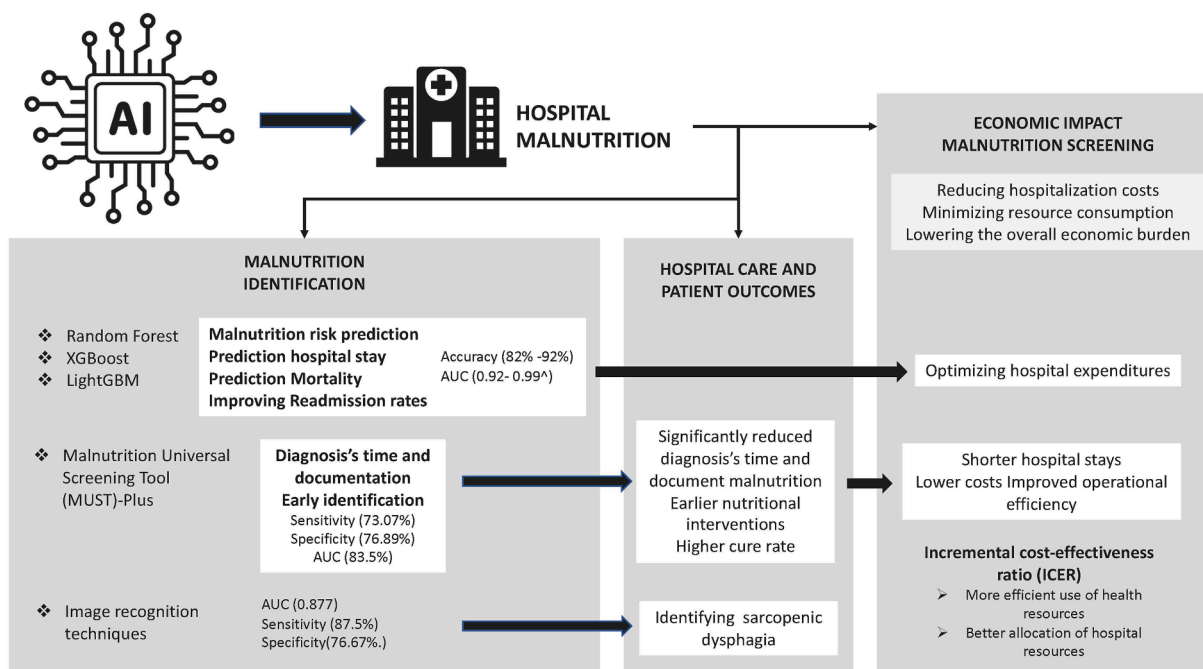 AI
HOSPITAL
MALNUTRITION
MALNUTRITION
IDENTIFICATION
❖ Random Forest
❖ XGBoost
❖ LightGBM
Malnutrition risk prediction
Prediction hospital stay
Prediction Mortality
Improving Readmission rates
Accuracy (82% -92%)
AUC (0.92- 0.99^)
❖ Malnutrition Universal
Screening Tool
(MUST)-Plus
Diagnosis's time and
documentation
Early identification
Sensitivity (73.07%)
Specificity (76.89%)
AUC (83.5%)
❖ Image recognition
techniques
AUC (0.877)
Sensitivity (87.5%)
Specificity(76.67%.)
HOSPITAL CARE AND
PATIENT OUTCOMES
Significantly reduced
diagnosis's time and
document malnutrition
Earlier nutritional
interventions
Higher cure rate
Identifying sarcopenic
dysphagia
ECONOMIC IMPACT
MALNUTRITION SCREENING
Reducing hospitalization costs
Minimizing resource consumption
Lowering the overall economic burden
Optimizing hospital expenditures
Shorter hospital stays
Lower costs Improved operational
efficiency
Incremental cost-effectiveness
ratio (ICER)
➢ More efficient use of health
resources
➢ Better allocation of hospital
resources